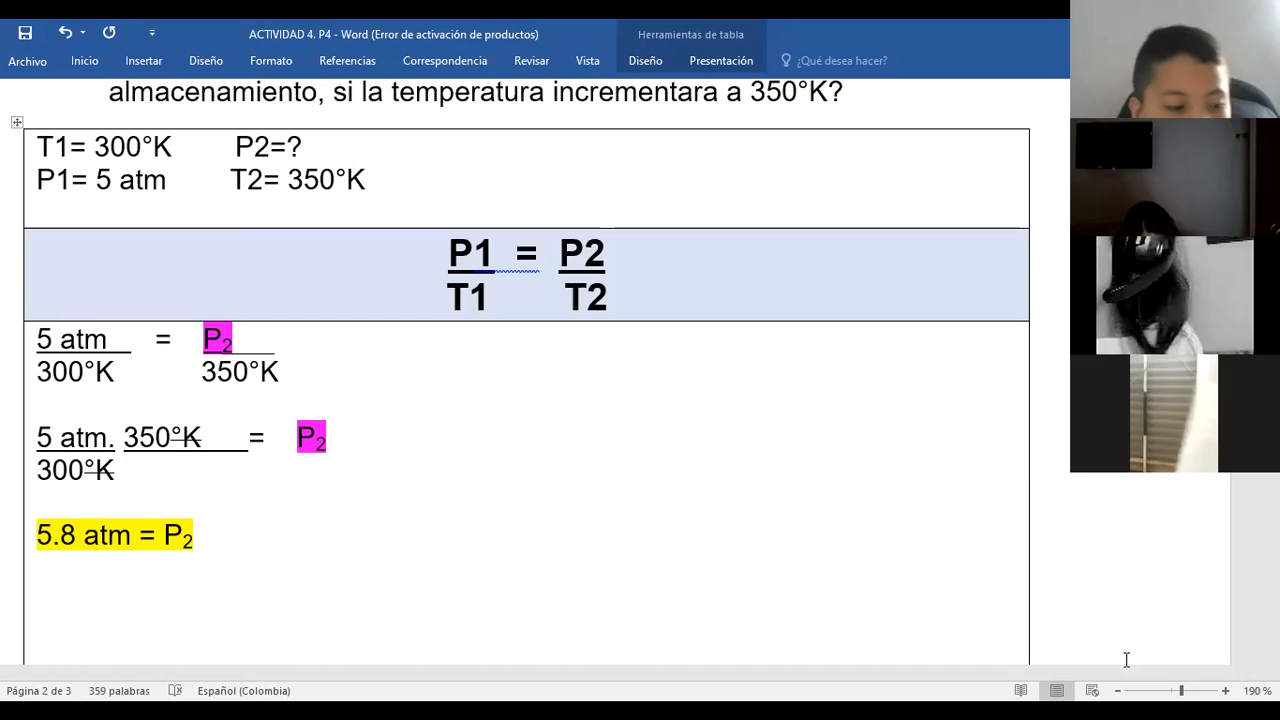 ACTIVIDAD 4. P4 - Word (Error de activación de productos)
Herramientas de tabla
Archivo Inicio Insertar Diseño Formato Referencias Correspondencia Revisar Vista Diseño Presentación ¿Qué desea hacer?
almacenamiento, si la temperatura incrementara a 350°K?
T1= 300°K P2=?
P1= 5 atm T2= 350°K
P1 = P2
T1 T2
5 atm = P₂
300°K 350°K
5 atm. 350°K = P₂
300°K
5.8 atm = P₂
Página 2 de 3 359 palabras Español (Colombia) 190 %